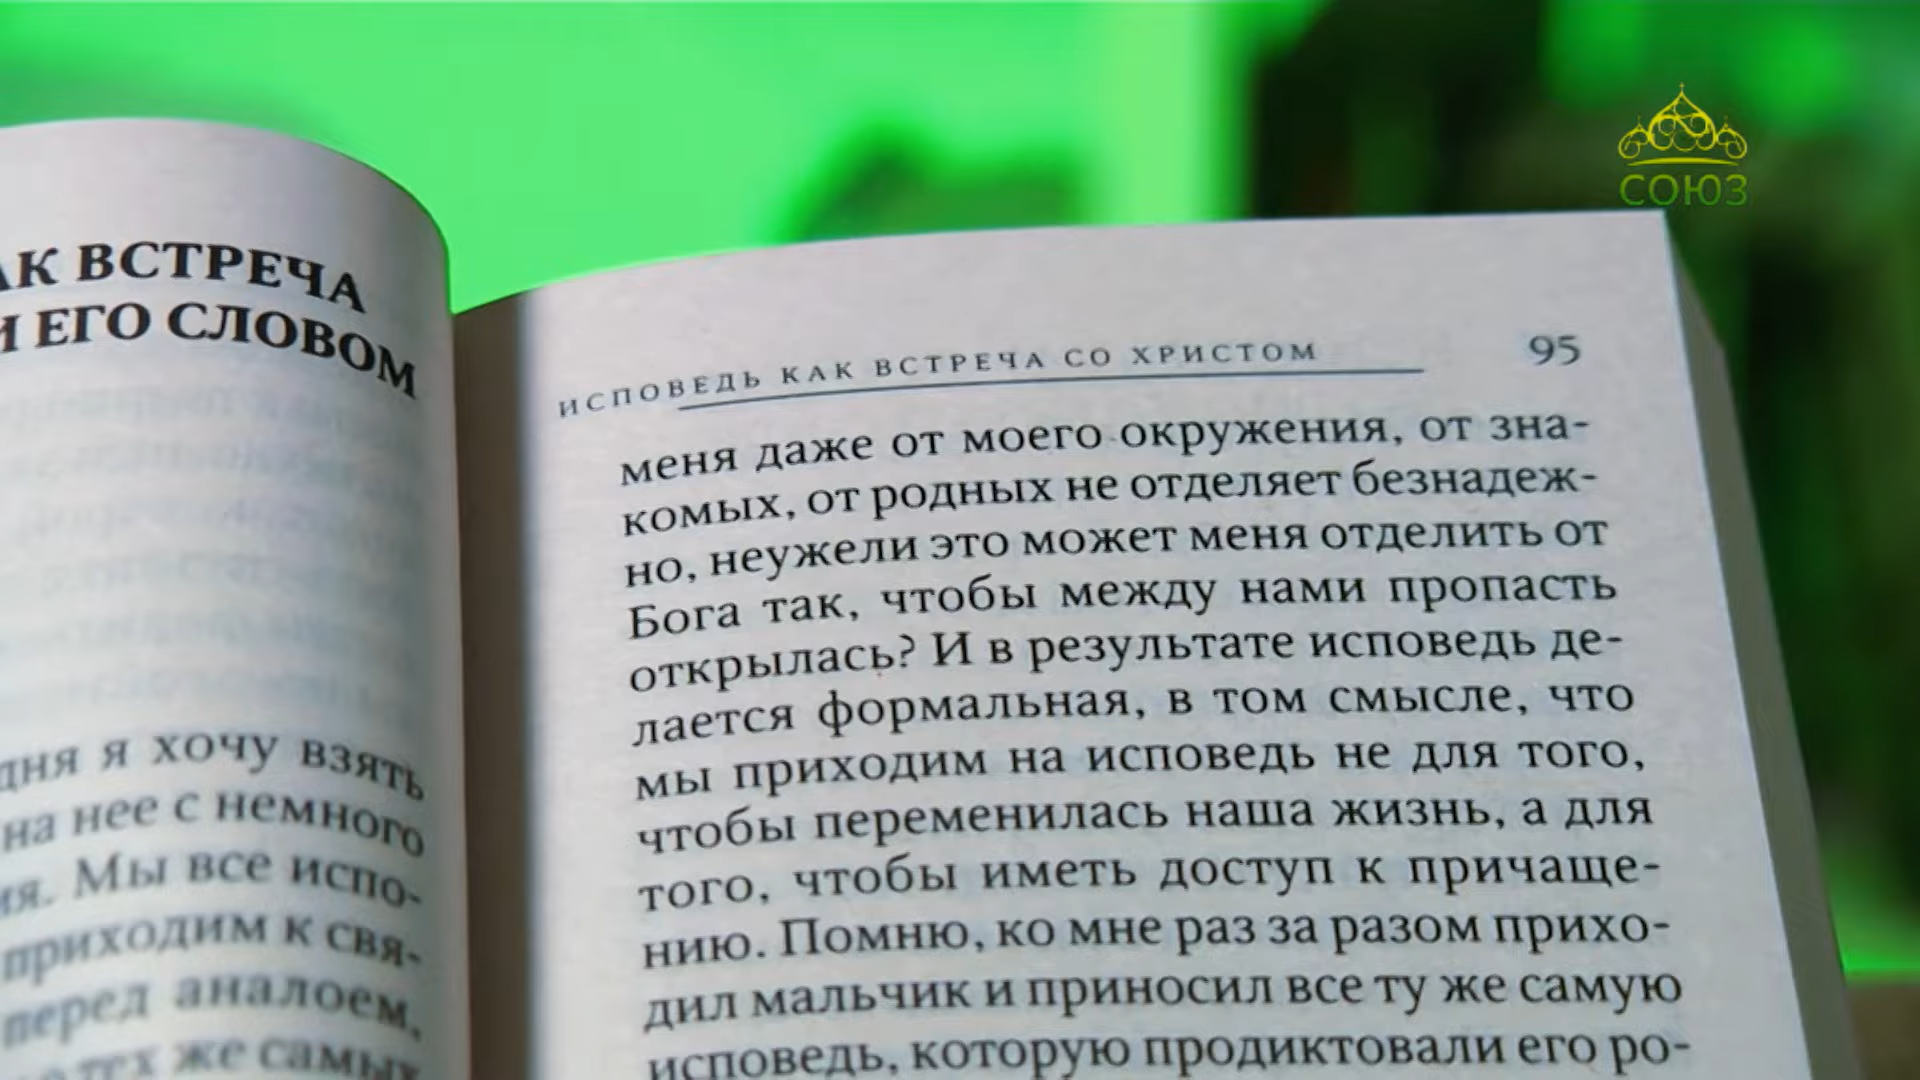 ВСТРЕЧА
ЕГО СЛОВОМ
я хочу взять
на нее с немного
Мы все испо-
приходим к свя-
перед аналоем,
же самых
ИСПОВЕДЬ КАК ВСТРЕЧА СО ХРИСТОМ 95
меня даже от моего окружения, от зна-
комых, от родных не отделяет безнадеж-
но, неужели это может меня отделить от
Бога так, чтобы между нами пропасть
открылась? И в результате исповедь де-
лается формальная, в том смысле, что
мы приходим на исповедь не для того,
чтобы переменилась наша жизнь, а для
того, чтобы иметь доступ к причаще-
нию. Помню, ко мне раз за разом прихо-
дил мальчик и приносил все ту же самую
исповедь, которую продиктовали его ро-
СОЮЗ